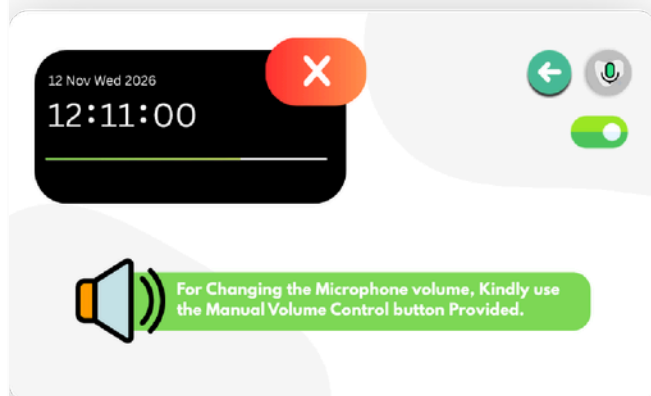 12 Nov Wed 2026
X
12:11:00
For Changing the Microphone volume, Kindly use
the Manual Volume Control button Provided.